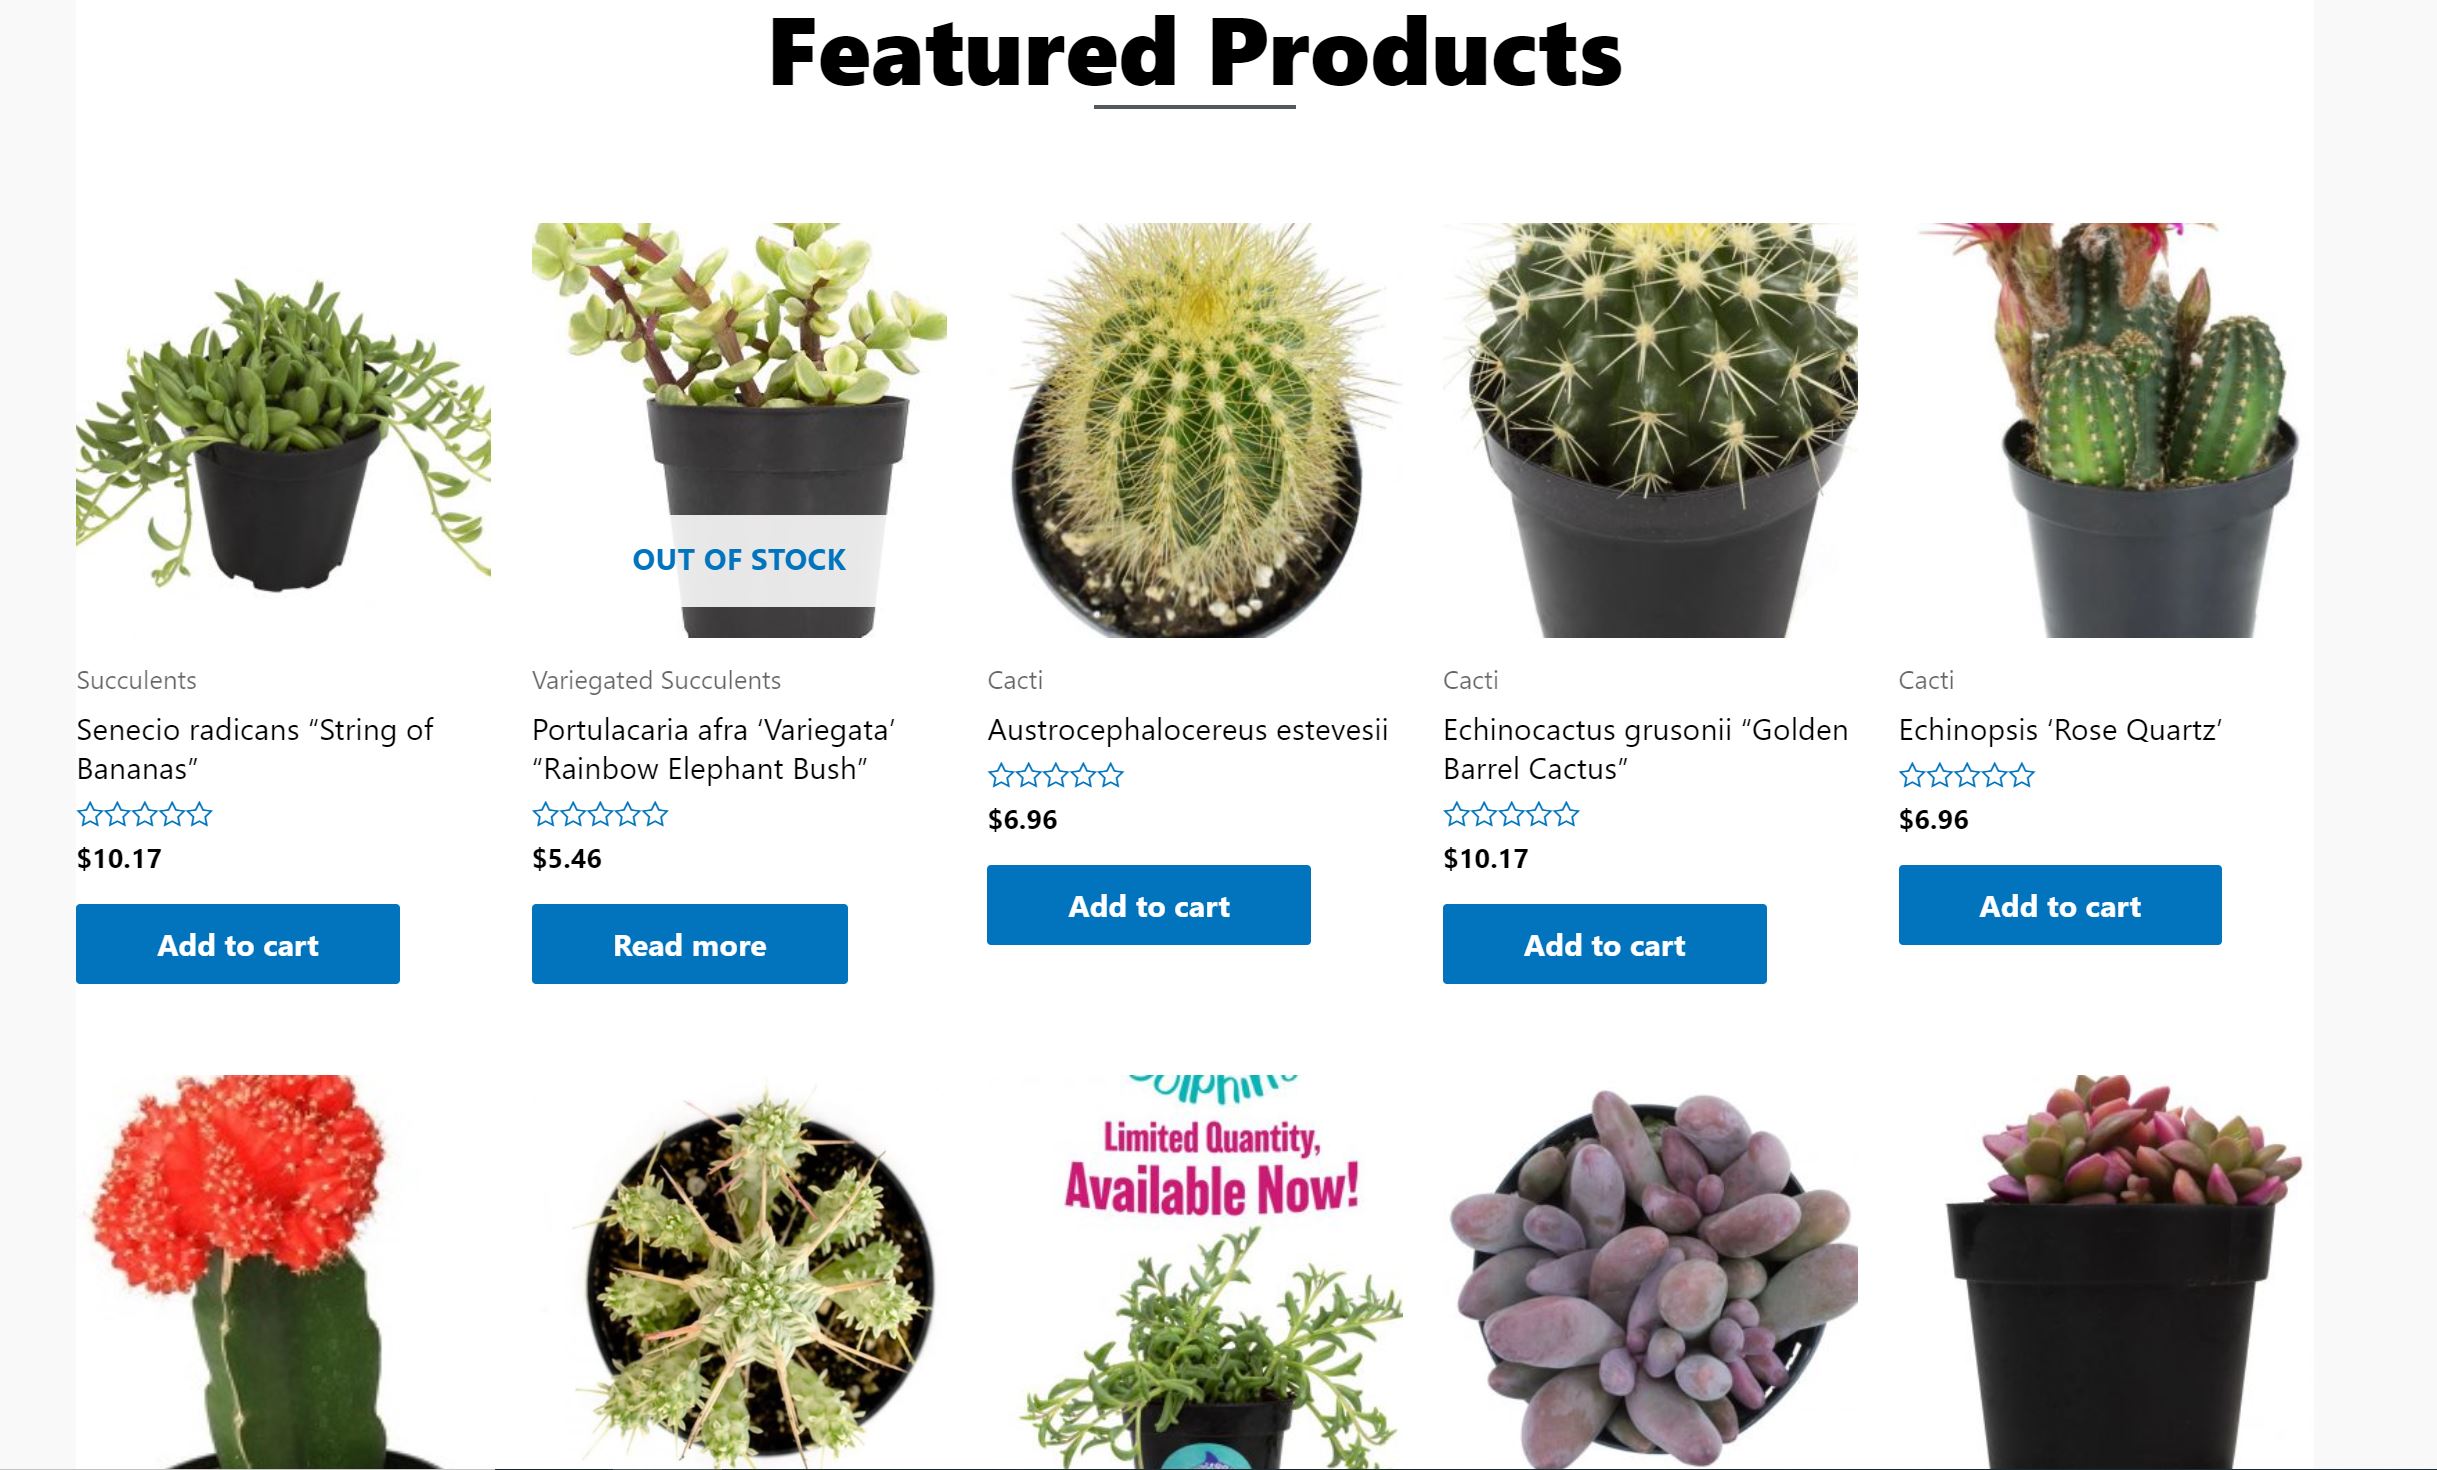 Featured Products
OUT OF STOCK
Succulents
Senecio radicans “String of
Bananas”
$10.17
Add to cart
Variegated Succulents
Portulacaria afra ‘Variegata’
“Rainbow Elephant Bush”
$5.46
Read more
Cacti
Austrocephalocereus estevesii
$6.96
Add to cart
Cacti
Echinocactus grusonii “Golden
Barrel Cactus”
$10.17
Add to cart
Cacti
Echinopsis ‘Rose Quartz’
$6.96
Add to cart
Limited Quantity,
Available Now!